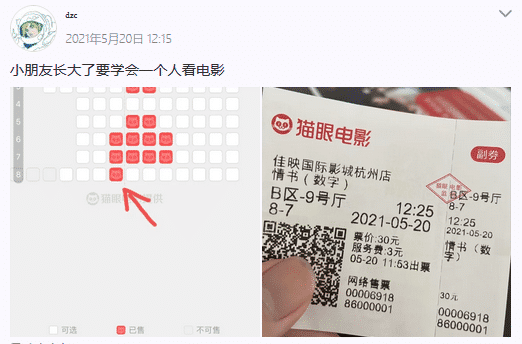 dzc
2021年5月20日 12:15
小朋友长大了要学会一个人看电影
3
4
5
6
7
8
猫眼
供
可选
已售
不可售
猫眼电影
副券
佳映国际影城杭州店
情书（数字）
B区-9号厅
8-7
12:25
2021-05-20
票价:30元
服务费:3元
05-20 11:53出票
网络售票
00006918
86000001
猫眼电影
B区-9号厅
8-7
12:25
2021-05-20
情书（数
字）
30元
00006918
86000001